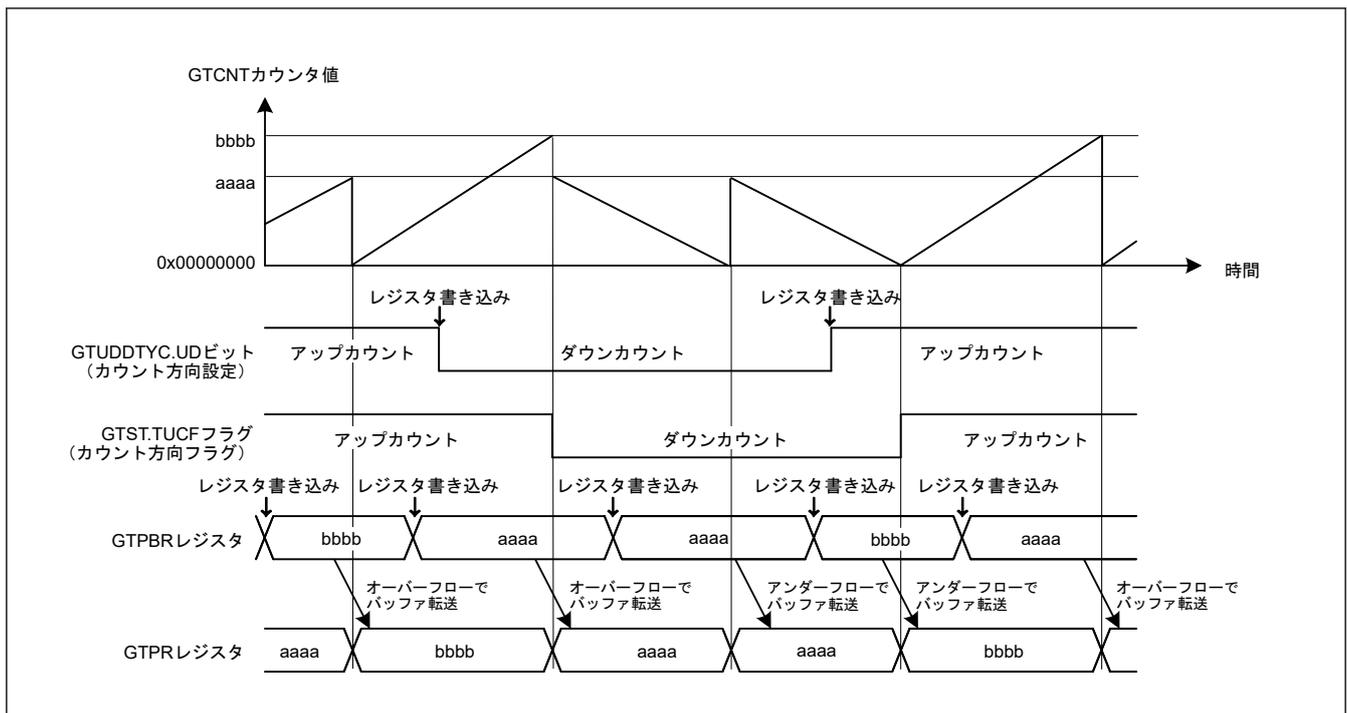 GTCNTカウンタ値
bbbb
aaaa
0x00000000
時間
レジスタ書き込み
レジスタ書き込み
GTUDDTYC.UDビット
（カウント方向設定）
アップカウント
ダウンカウント
アップカウント
GTST.TUCFフラグ
（カウント方向フラグ）
アップカウント
ダウンカウント
アップカウント
レジスタ書き込み
レジスタ書き込み
レジスタ書き込み
レジスタ書き込み
レジスタ書き込み
GTPBRレジスタ
bbbb
aaaa
aaaa
bbbb
aaaa
オーバーフローで
バッファ転送
オーバーフローで
バッファ転送
アンダーフローで
バッファ転送
アンダーフローで
バッファ転送
オーバーフローで
バッファ転送
GTPRレジスタ
aaaa
bbbb
aaaa
aaaa
bbbb